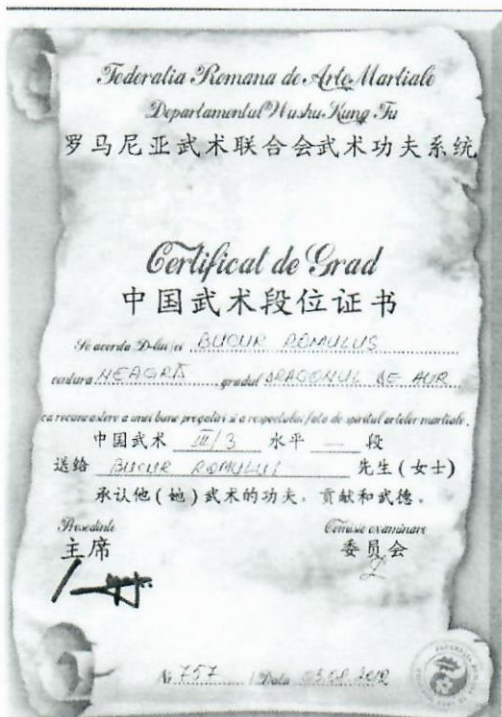 Federatia Romana de Arte Martiale
Departamentul Wushu Kung Fu
罗马尼亚武术联合会武术功夫系统
Certificat de Grad
中国武术段位证书
Se acorda D-lui/ei BUCUR ROMULUS
centura NEAGRĂ gradul DRAGONUL DE AUR
ca recunoastere a unei bune pregatiri si a respectului fata de spiritul artelor martiale.
中国武术 III/3 水平 — 段
送给 BUCUR ROMULUI 先生(女士)
承认他(她)武术的功夫,贡献和武德。
Presedinte Comisie examinare
主席 委员会
Nr. 757 / Data